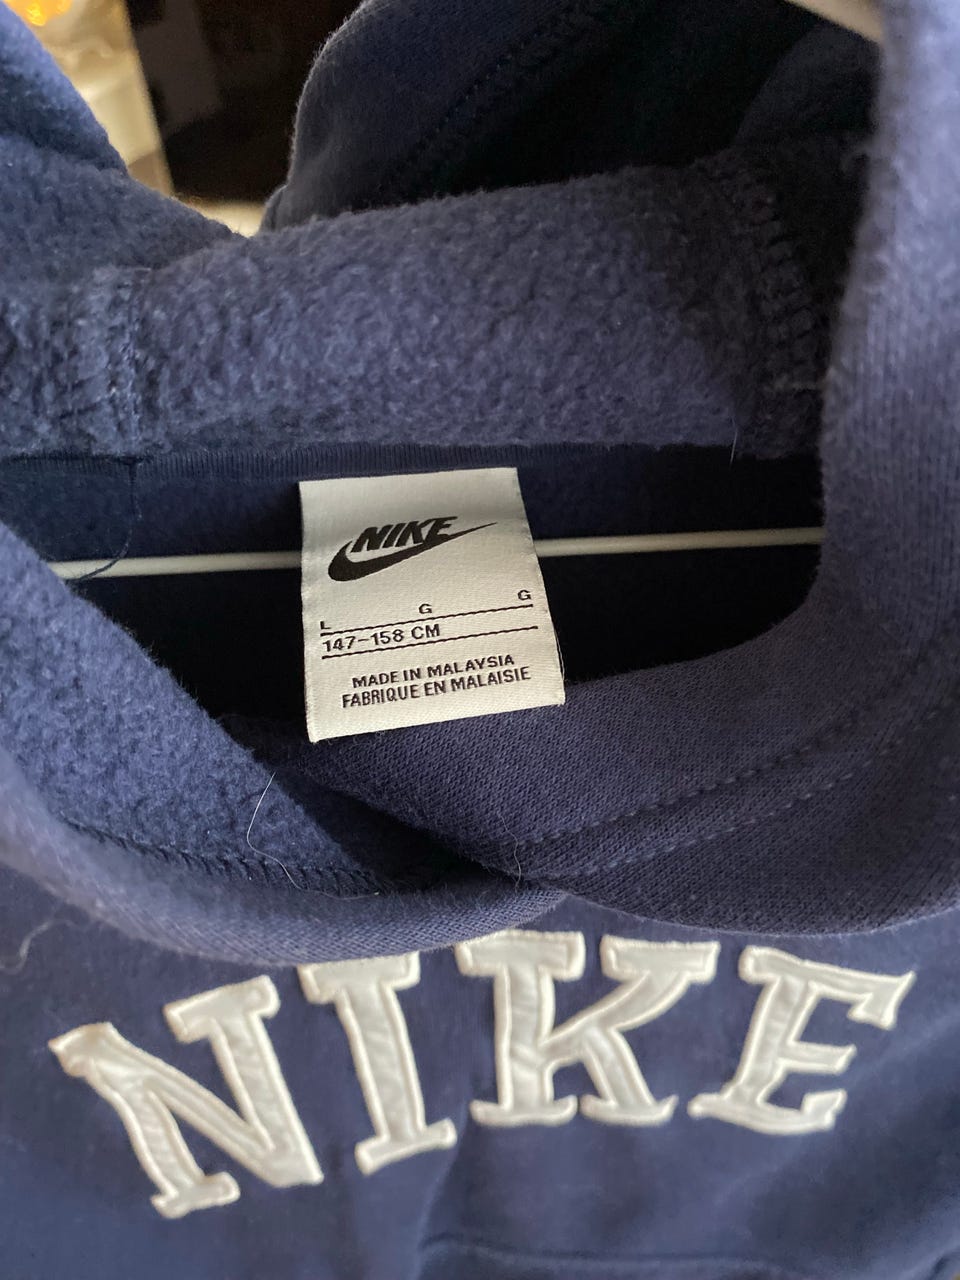 NIKE
L G G
147-158 CM
MADE IN MALAYSIA
FABRIQUE EN MALAISIE
NIKE